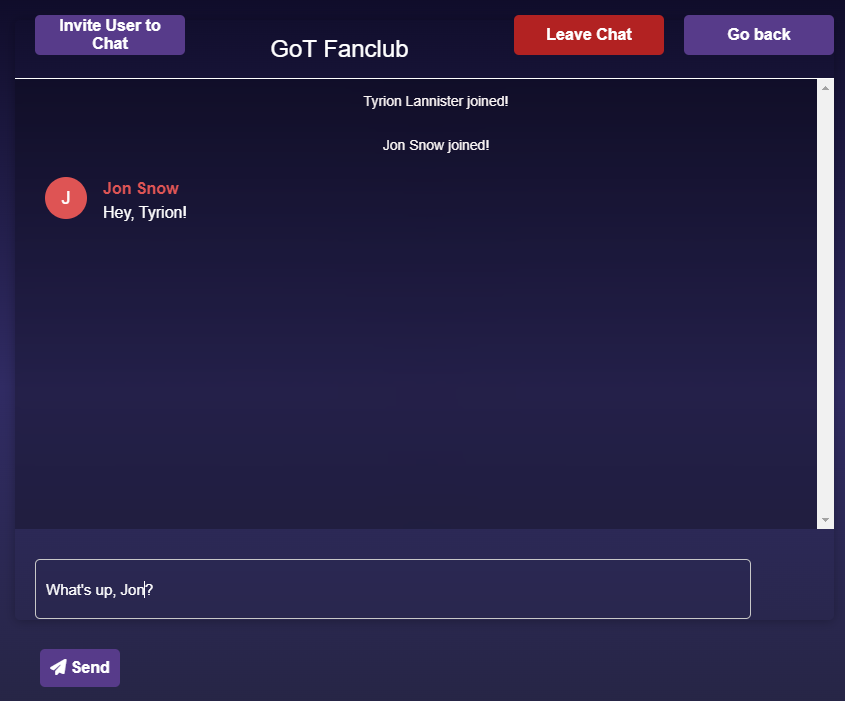 Invite User to
Chat
GoT Fanclub
Leave Chat
Go back
Tyrion Lannister joined!
Jon Snow joined!
J
Jon Snow
Hey, Tyrion!
What's up, Jon?
Send